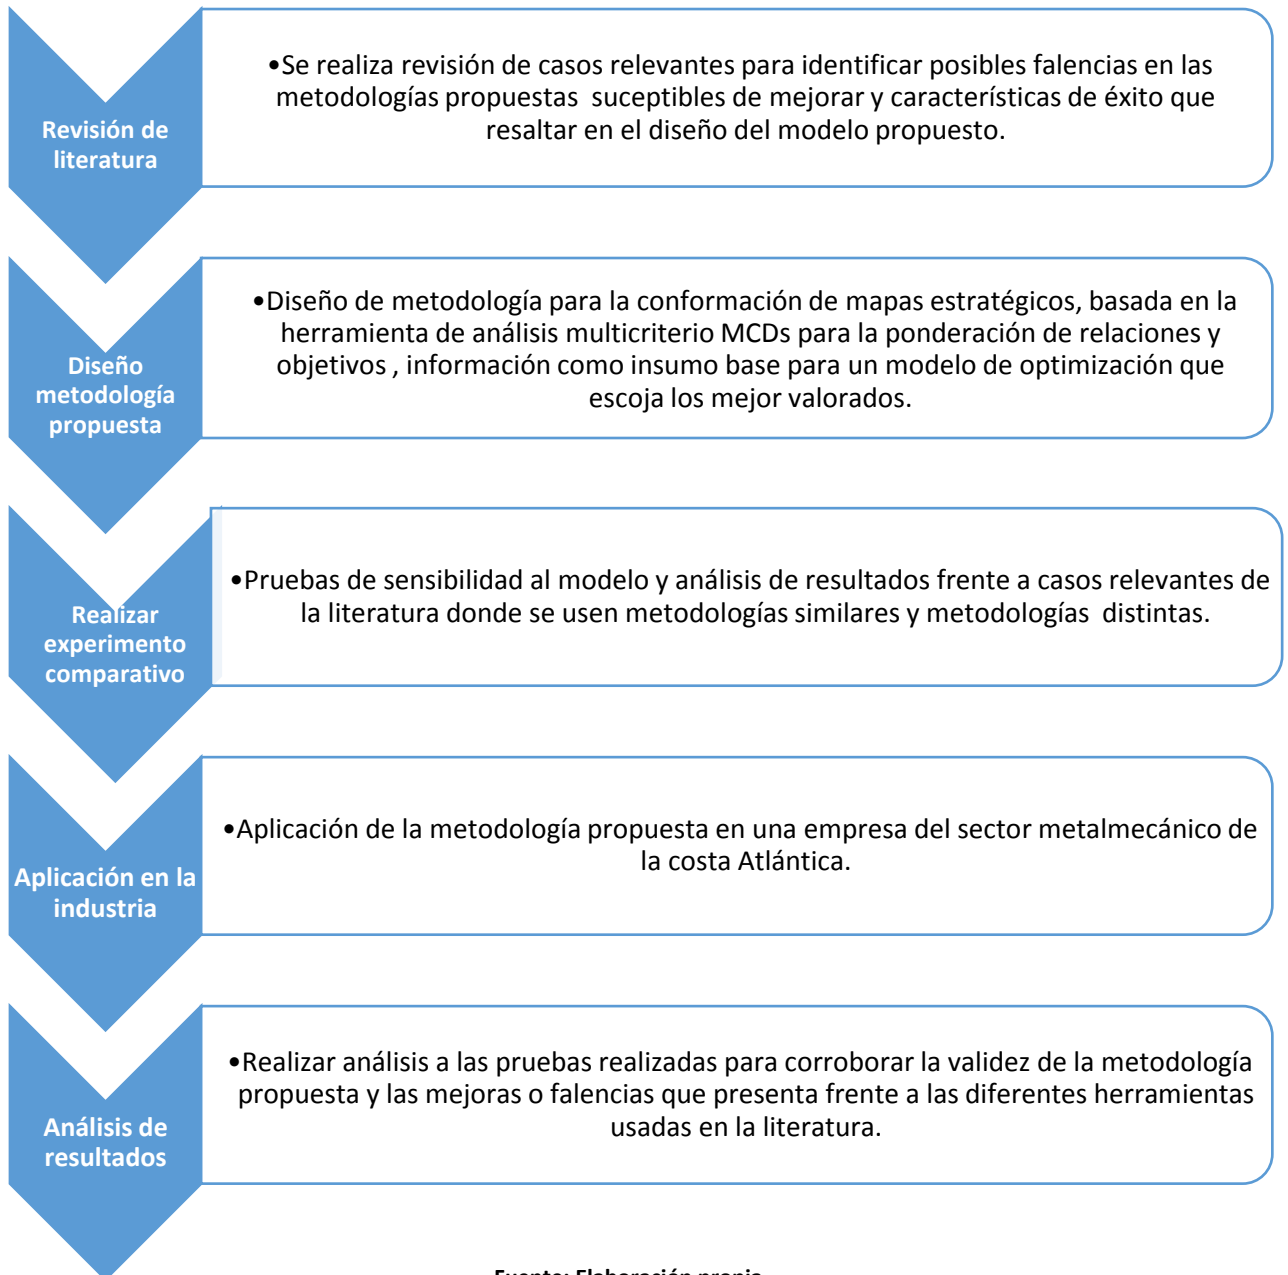 Revisión de
literatura
•Se realiza revisión de casos relevantes para identificar posibles falencias en las
metodologías propuestas suceptibles de mejorar y características de éxito que
resaltar en el diseño del modelo propuesto.
Diseño
metodología
propuesta
•Diseño de metodología para la conformación de mapas estratégicos, basada en la
herramienta de análisis multicriterio MCDs para la ponderación de relaciones y
objetivos , información como insumo base para un modelo de optimización que
escoja los mejor valorados.
Realizar
experimento
comparativo
•Pruebas de sensibilidad al modelo y análisis de resultados frente a casos relevantes de
la literatura donde se usen metodologías similares y metodologías distintas.
Aplicación en la
industria
•Aplicación de la metodología propuesta en una empresa del sector metalmecánico de
la costa Atlántica.
Análisis de
resultados
•Realizar análisis a las pruebas realizadas para corroborar la validez de la metodología
propuesta y las mejoras o falencias que presenta frente a las diferentes herramientas
usadas en la literatura.
Fuente: Elaboración propia